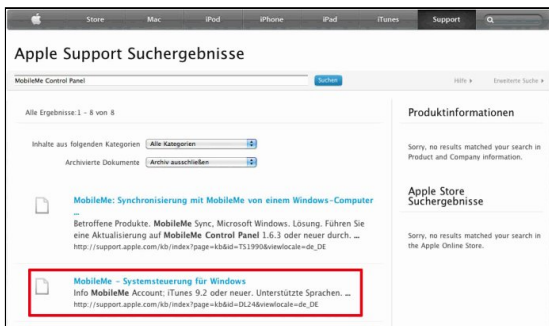 Store Mac iPod iPhone iPad iTunes Support
Apple Support Suchergebnisse
MobileMe Control Panel Suchen Hilfe Erweiterte Suche
Alle Ergebnisse:1 - 8 von 8
Inhalte aus folgenden Kategorien Alle Kategorien
Archivierte Dokumente Archiv ausschließen
MobileMe: Synchronisierung mit MobileMe von einem Windows-Computer
...
Betroffene Produkte. MobileMe Sync, Microsoft Windows. Lösung. Führen Sie
eine Aktualisierung auf MobileMe Control Panel 1.6.3 oder neuer durch. ...
http://support.apple.com/kb/index?page=kb&id=TS1990&viewlocale=de_DE
MobileMe - Systemsteuerung für Windows
Info MobileMe Account; iTunes 9.2 oder neuer. Unterstützte Sprachen. ...
http://support.apple.com/kb/index?page=kb&id=DL24&viewlocale=de_DE
Produktinformationen
Sorry, no results matched your search in
Product and Company information.
Apple Store
Suchergebnisse
Sorry, no results matched your search in
the Apple Online Store.